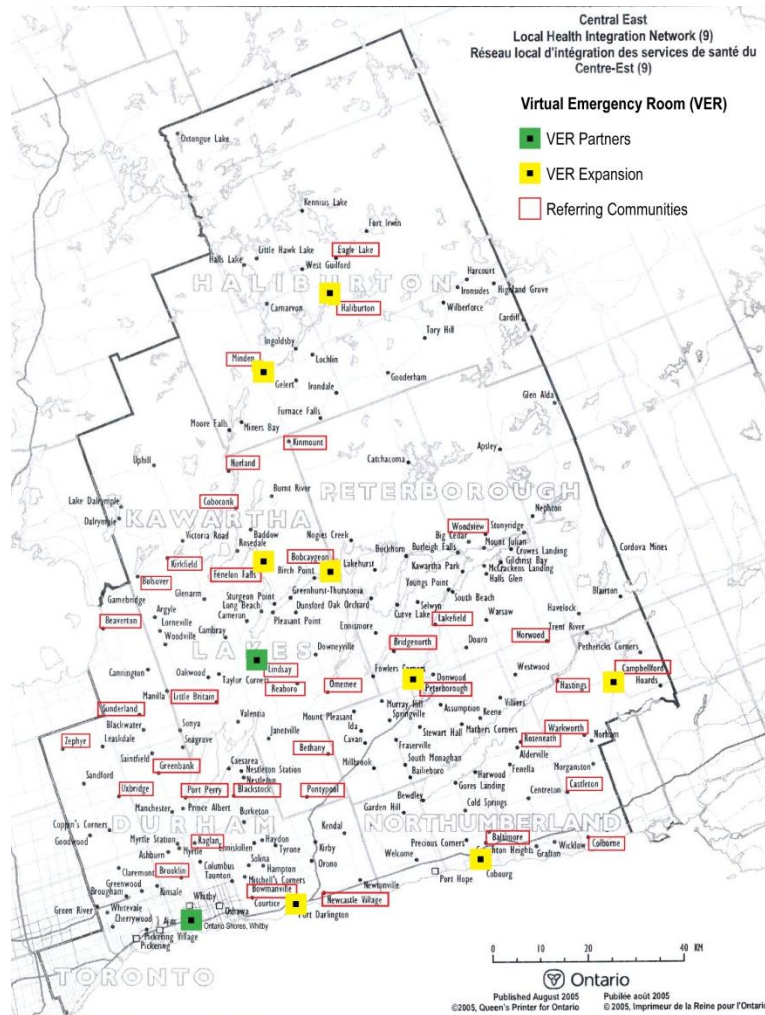 Central East
Local Health Integration Network (9)
Réseau local d'intégration des services de santé du
Centre-Est (9)
Virtual Emergency Room (VER)
VER Partners
VER Expansion
Referring Communities
Oxtongue Lake
Kennisis Lake
Fort Irwin
Little Hawk Lake
Eagle Lake
Halls Lake
West Guilford
HALIBURTON
Harcourt
Ironsides
Highland Grove
Wilberforce
Haliburton
Carnarvon
Cardiff
Tory Hill
Ingoldsby
Lochlin
Minden
Gelert
Irondale
Gooderham
Glen Alda
Furnace Falls
Moore Falls
Miners Bay
Kinmount
Apsley
Uphill
Norland
Catchacoma
Burnt River
PETERBOROUGH
Lake Dalrymple
Coboconk
Nephton
Dalrymple
KAWARTHA
Woodview
Stonyridge
Victoria Road
Baddow
Nogies Creek
Big Cedar
Mount Julian
Rosedale
Buckhorn
Burleigh Falls
Crowes Landing
Cordova Mines
Kirkfield
Bobcaygeon
Lakehurst
Gilchrist Bay
Kawartha Park
McCrackens Landing
Bolsover
Fenelon Falls
Birch Point
Youngs Point
Halls Glen
Gamebridge
Glenarm
Sturgeon Point
Greenhurst-Thurstonia
South Beach
Blairton
Argyle
Long Beach
Dunsford
Oak Orchard
Selwyn
Beaverton
Lorneville
Cameron
Pleasant Point
Curve Lake
Warsaw
Havelock
Woodville
Cambray
Ennismore
Lakefield
Trent River
LAKES
Downeyville
Bridgenorth
Douro
Norwood
Pethericks Corners
Cannington
Oakwood
Taylor Corners
Lindsay
Fowlers Corners
Donwood
Westwood
Campbellford
Manilla
Little Britain
Reaboro
Omemee
Peterborough
Hastings
Hoards
Sunderland
Valentia
Mount Pleasant
Murray Hill
Assumption
Villiers
Blackwater
Sonya
Janetville
Ida
Springville
Keene
Warkworth
Zephyr
Leaskdale
Seagrave
Bethany
Cavan
Stewart Hall
Mathers Corners
Roseneath
Norham
Saintfield
Caesarea
Fraserville
Alderville
Greenbank
Nestleton Station
Millbrook
South Monaghan
Fenella
Morganston
Sandford
Nestleton
Bailieboro
Harwood
Uxbridge
Port Perry
Blackstock
Pontypool
Gores Landing
Castleton
Manchester
Prince Albert
Burketon
Bewdley
Centreton
Garden Hill
Cold Springs
Coppin's Corners
DURHAM
Kendal
NORTHUMBERLAND
Goodwood
Myrtle Station
Raglan
Enniskillen
Haydon
Precious Corners
Baltimore
Ashburn
Myrtle
Tyrone
Kirby
Welcome
Colborne
Claremont
Columbus
Solina
Hampton
Orono
Grafton
Wicklow
Brooklin
Taunton
Mitchell's Corners
Greenwood
Kinsale
Newtonville
Port Hope
Cobourg
Brougham
Whitby
Bowmanville
Green River
Whitevale
Oshawa
Courtice
Newcastle Village
Cherrywood
Ajax
Port Darlington
Ontario Shores, Whitby
Pickering Village
Pickering
TORONTO
0 20 40 KM
Ontario
Published August 2005
Publiée août 2005
©2005, Queen's Printer for Ontario
© 2005, Imprimeur de la Reine pour l'Ontario